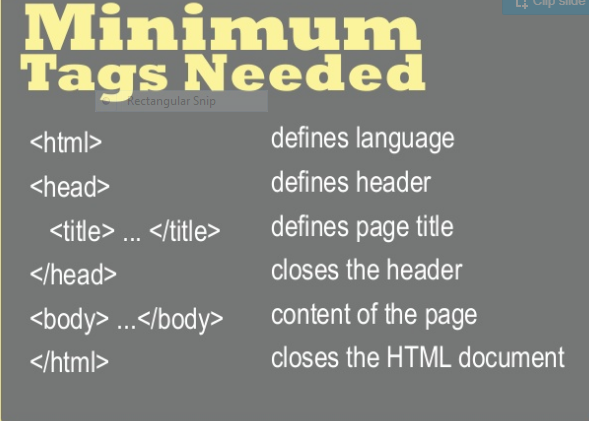 Clip slide
Minimum
Tags Needed
Rectangular Snip
<html> defines language
<head> defines header
<title> ... </title> defines page title
</head> closes the header
<body> ...</body> content of the page
</html> closes the HTML document